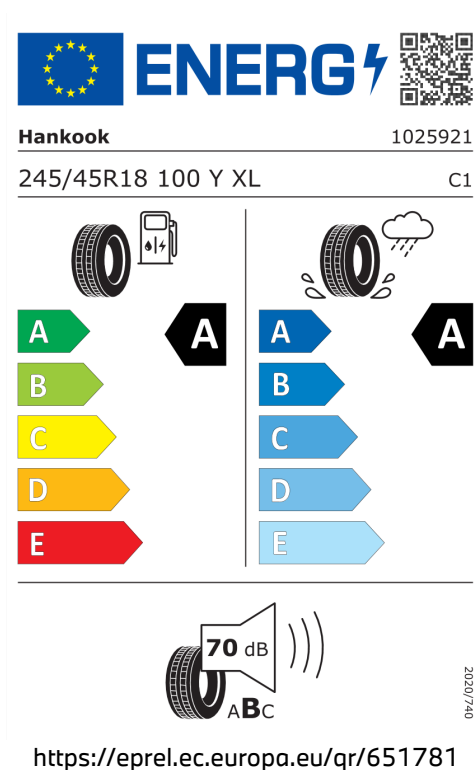 ENERG
Hankook 1025921
245/45R18 100 Y XL C1
A A A A
B B
C C
D D
E E
70 dB
ABC
2020/740
https://eprel.ec.europa.eu/qr/651781